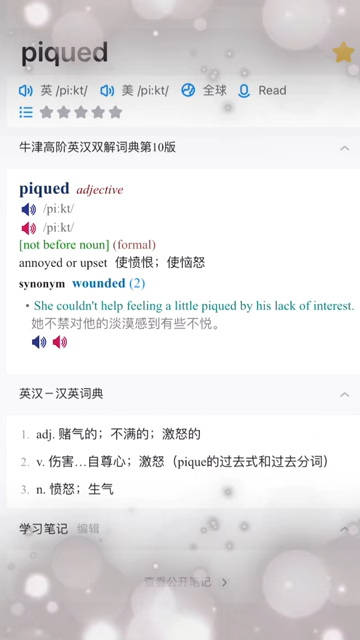 piqued
英 /piːkt/ 美 /piːkt/ 全球 Read
牛津高阶英汉双解词典第10版
piqued adjective
/piːkt/
/piːkt/
[not before noun] (formal)
annoyed or upset 使愤恨；使恼怒
synonym wounded (2)
• She couldn't help feeling a little piqued by his lack of interest.
她不禁对他的淡漠感到有些不悦。
英汉－汉英词典
1. adj. 赌气的；不满的；激怒的
2. v. 伤害…自尊心；激怒（pique的过去式和过去分词）
3. n. 愤怒；生气
学习笔记 编辑
查看公开笔记 >